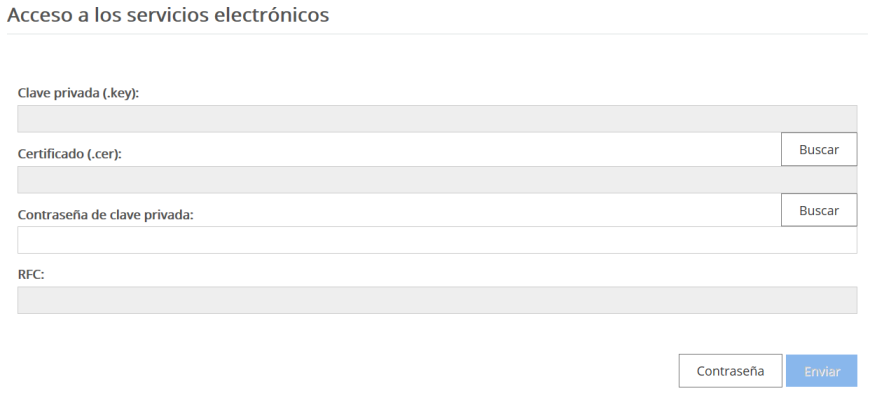 Acceso a los servicios electrónicos
Clave privada (.key):
Buscar
Certificado (.cer):
Buscar
Contraseña de clave privada:
RFC:
Contraseña Enviar